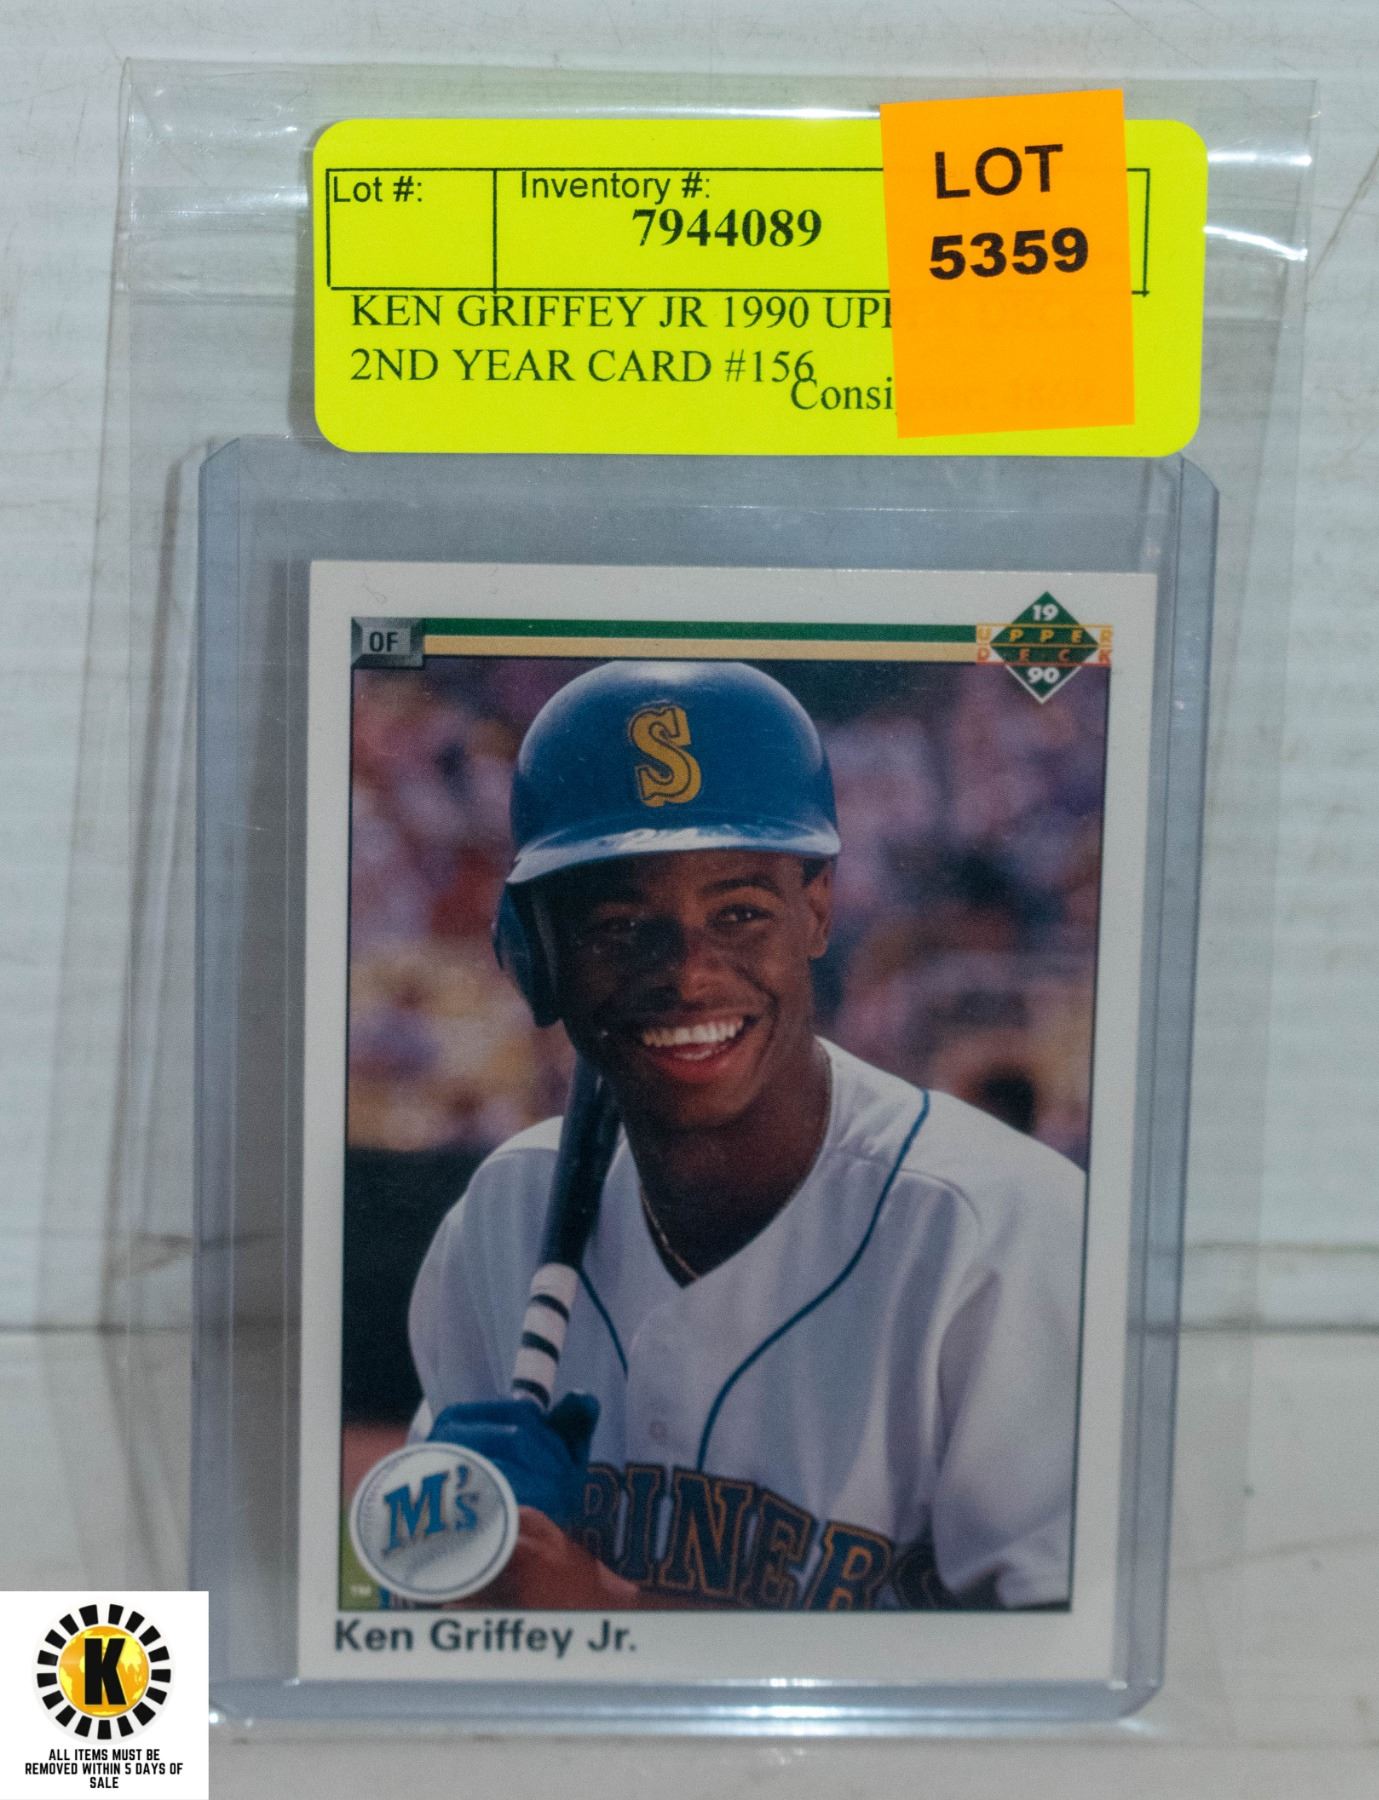 LOT
5359
Lot #:
Inventory #:
7944089
KEN GRIFFEY JR 1990
2ND YEAR CARD #156
OF
19
UPPER
DECK
90
S
M's
TM
Ken Griffey Jr.
K
ALL ITEMS MUST BE
REMOVED WITHIN 5 DAYS OF
SALE